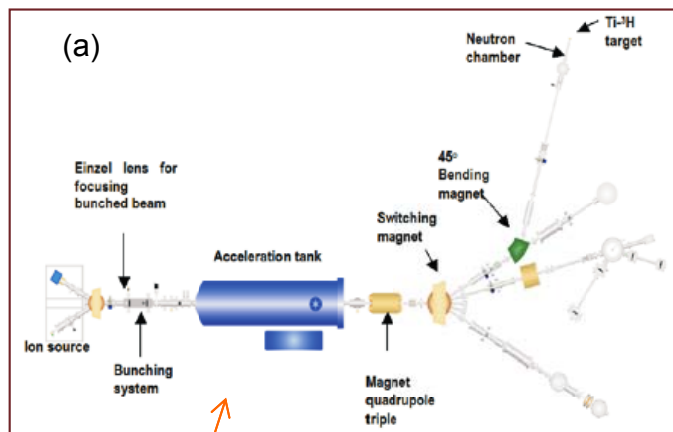 (a)
Ti-³H
target
Neutron
chamber
45°
Bending
magnet
Einzel lens for
focusing
bunched beam
Switching
magnet
Acceleration tank
Ion source
Bunching
system
Magnet
quadrupole
triple